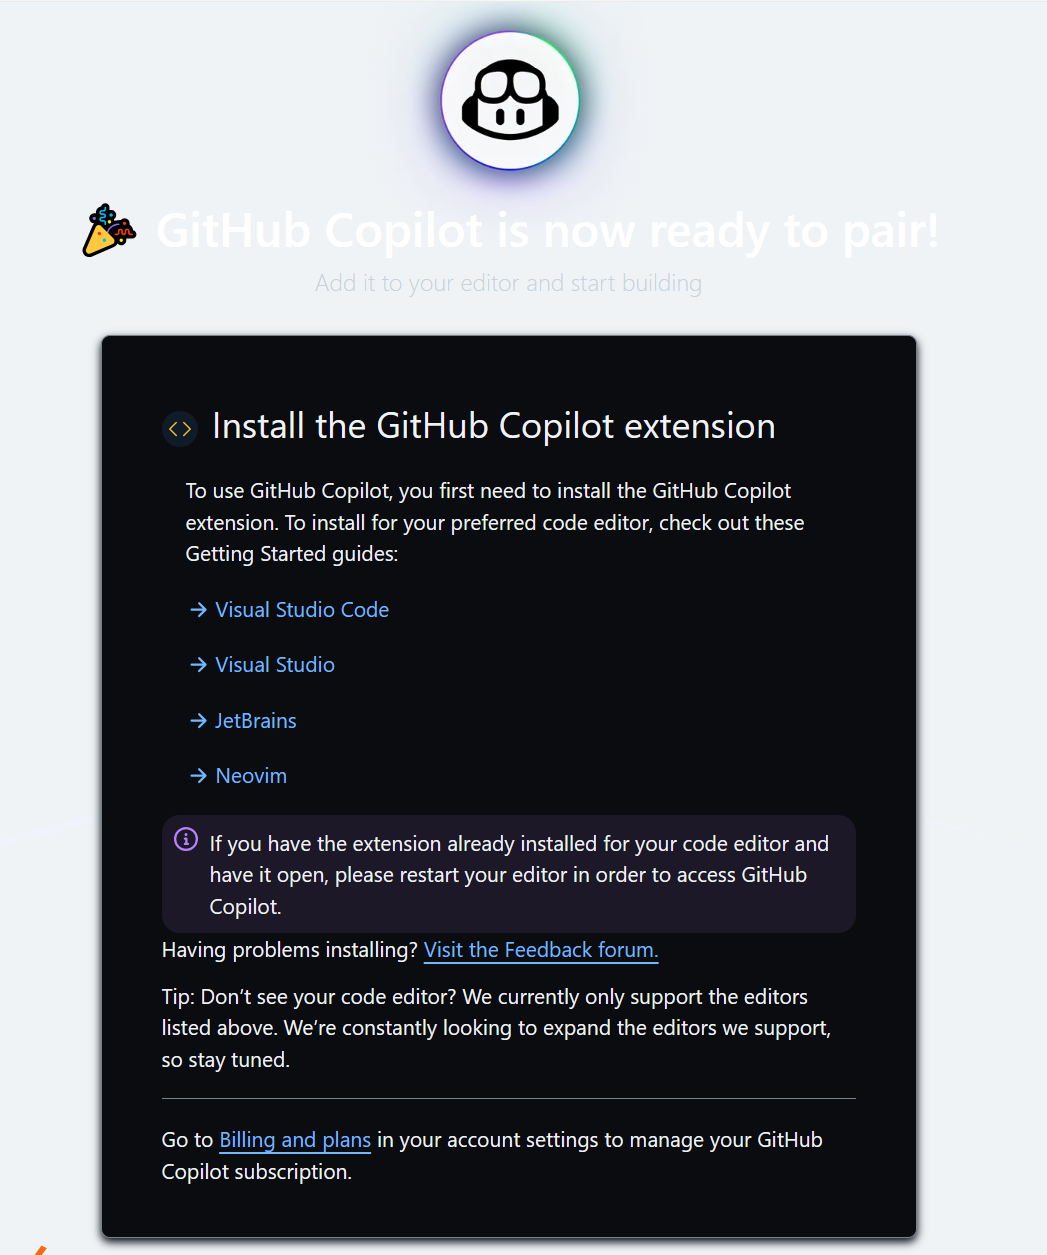 GitHub Copilot is now ready to pair!
Add it to your editor and start building
Install the GitHub Copilot extension
To use GitHub Copilot, you first need to install the GitHub Copilot
extension. To install for your preferred code editor, check out these
Getting Started guides:
→ Visual Studio Code
→ Visual Studio
→ JetBrains
→ Neovim
If you have the extension already installed for your code editor and
have it open, please restart your editor in order to access GitHub
Copilot.
Having problems installing? Visit the Feedback forum.
Tip: Don’t see your code editor? We currently only support the editors
listed above. We’re constantly looking to expand the editors we support,
so stay tuned.
Go to Billing and plans in your account settings to manage your GitHub
Copilot subscription.